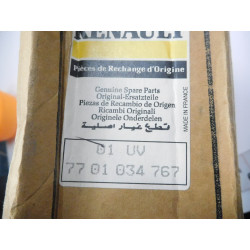 RENAULT
Pièces de Rechange d'Origine
Genuine Spare Parts
Original-Ersatzteile
Piezas de Recambio de Origen
Ricambi Originali
Originele Onderdelen
قطع غيار اصلية
MADE IN FRANCE
01 UV
77 01 034 767